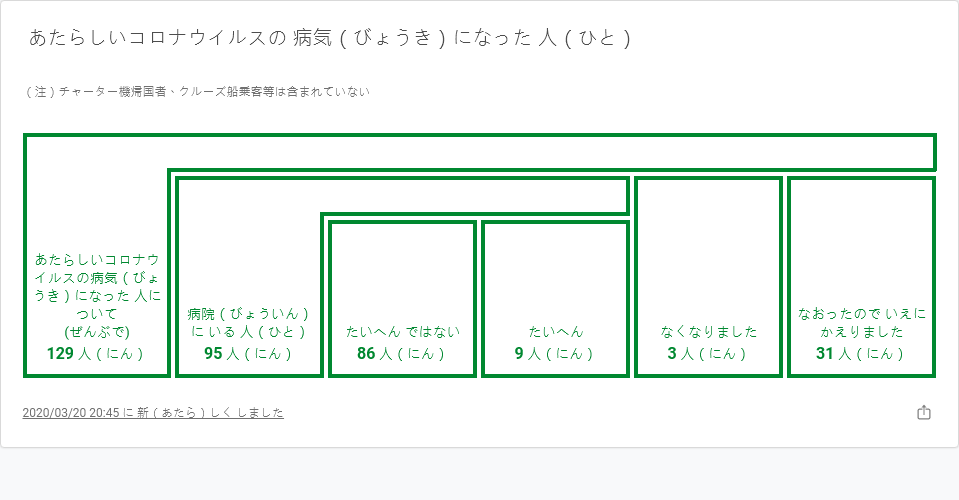 あたらしいコロナウイルスの 病気 ( びょうき ) になった 人 ( ひと )
( 注 ) チャーター機帰国者、クルーズ船乗客等は含まれていない
あたらしいコロナウ
イルスの病気 ( びょ
うき ) になった 人に
ついて
(ぜんぶで)
129 人 ( にん )
病院 ( びょういん )
に いる 人 ( ひと )
95 人 ( にん )
たいへん ではない
86 人 ( にん )
たいへん
9 人 ( にん )
なくなりました
3 人 ( にん )
なおったので いえに
かえりました
31 人 ( にん )
2020/03/20 20:45 に 新 ( あたら ) しく しました